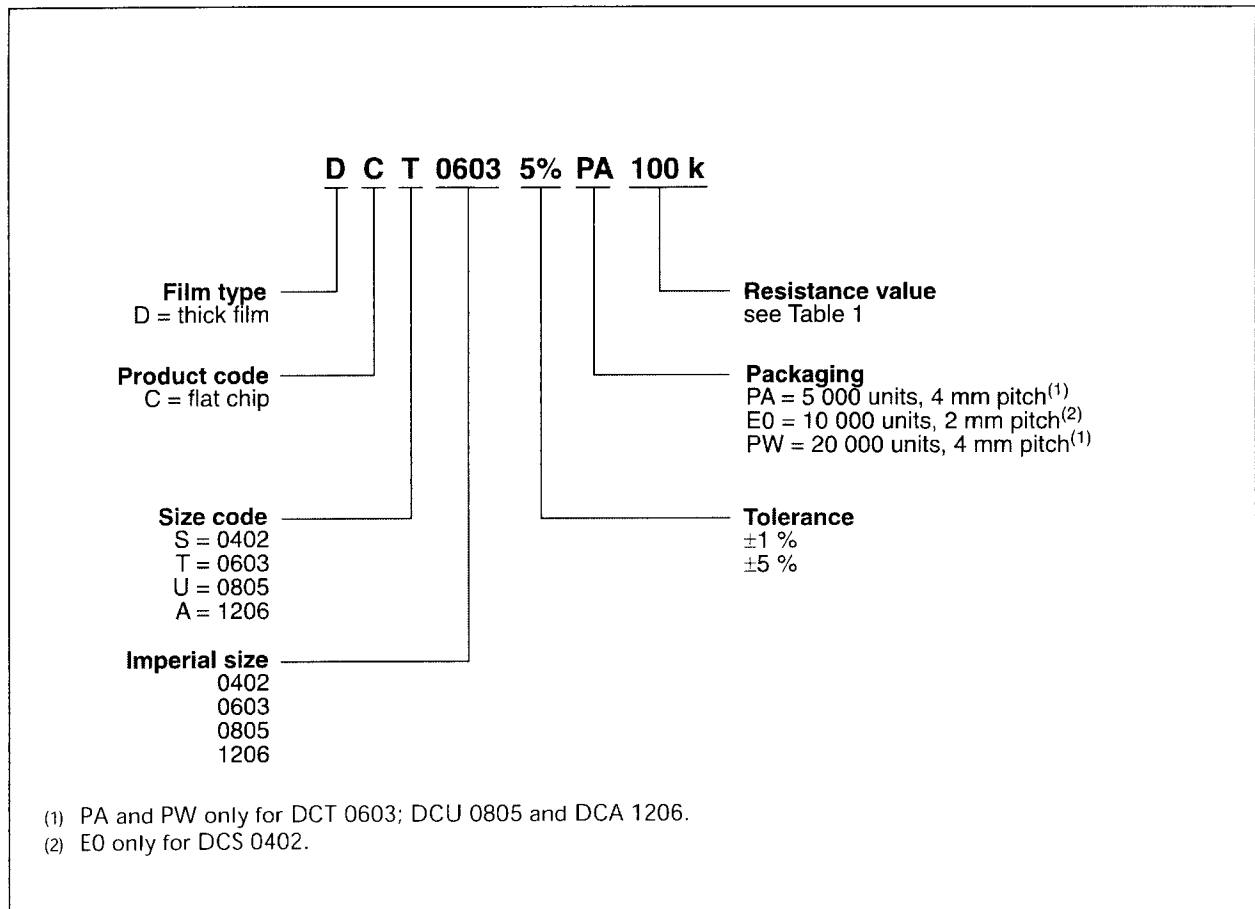 D C T 0603 5% PA 100 k
Film type
D = thick film
Product code
C = flat chip
Size code
S = 0402
T = 0603
U = 0805
A = 1206
Imperial size
0402
0603
0805
1206
Resistance value
see Table 1
Packaging
PA = 5 000 units, 4 mm pitch(1)
E0 = 10 000 units, 2 mm pitch(2)
PW = 20 000 units, 4 mm pitch(1)
Tolerance
±1 %
±5 %
(1) PA and PW only for DCT 0603; DCU 0805 and DCA 1206.
(2) E0 only for DCS 0402.